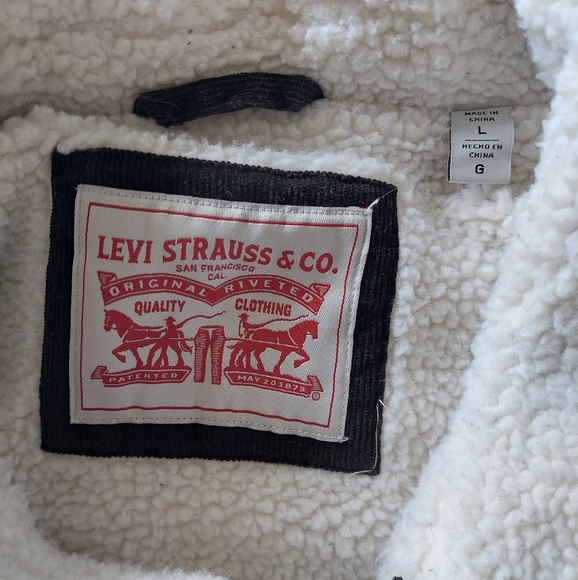 LEVI STRAUSS & CO.
SAN FRANCISCO
CAL.
ORIGINAL RIVETED
QUALITY CLOTHING
PATENTED MAY 20 1873
MADE IN
CHINA
L
HECHO EN
CHINA
G